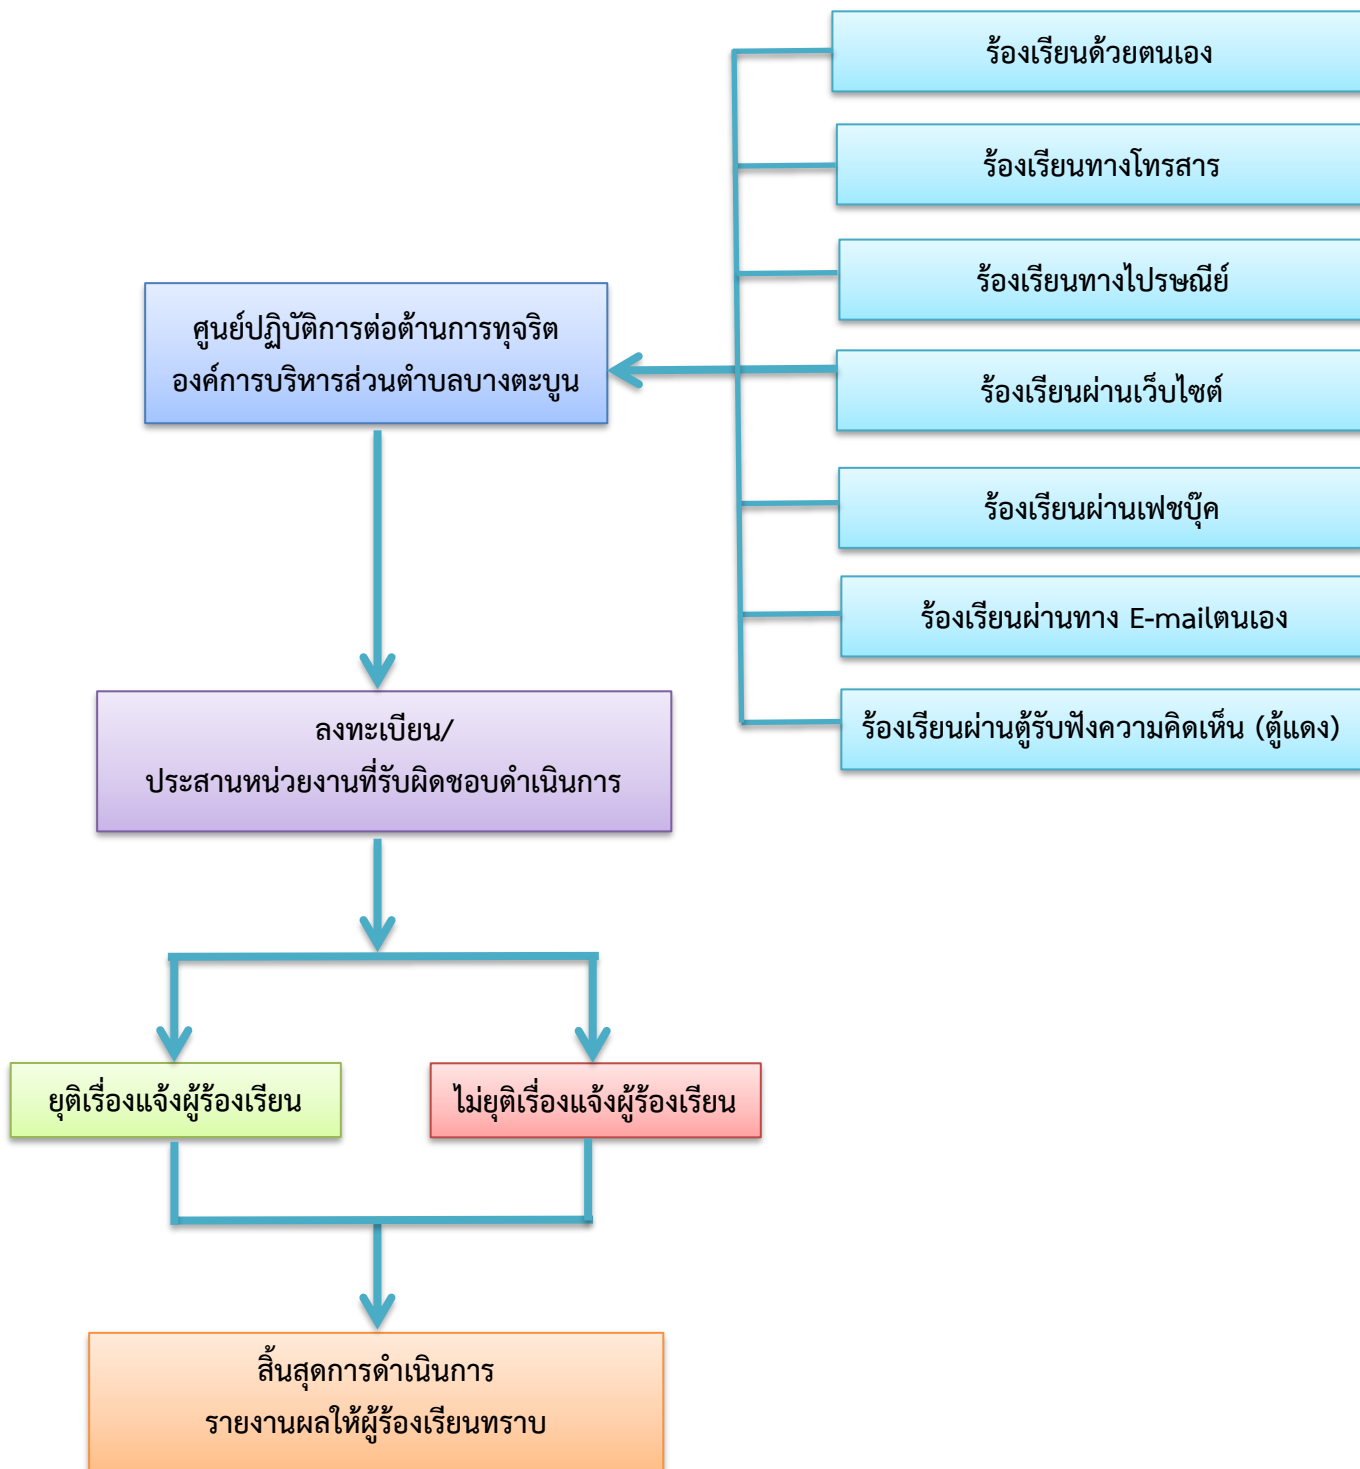 ร้องเรียนด้วยตนเอง
ร้องเรียนทางโทรสาร
ร้องเรียนทางไปรษณีย์
ร้องเรียนผ่านเว็บไซต์
ร้องเรียนผ่านเฟชบุ๊ค
ร้องเรียนผ่านทาง E-mailตนเอง
ร้องเรียนผ่านตู้รับฟังความคิดเห็น (ตู้แดง)
ศูนย์ปฏิบัติการต่อต้านการทุจริต
องค์การบริหารส่วนตำบลบางตะบูน
ลงทะเบียน/
ประสานหน่วยงานที่รับผิดชอบดำเนินการ
ยุติเรื่องแจ้งผู้ร้องเรียน
ไม่ยุติเรื่องแจ้งผู้ร้องเรียน
สิ้นสุดการดำเนินการ
รายงานผลให้ผู้ร้องเรียนทราบ